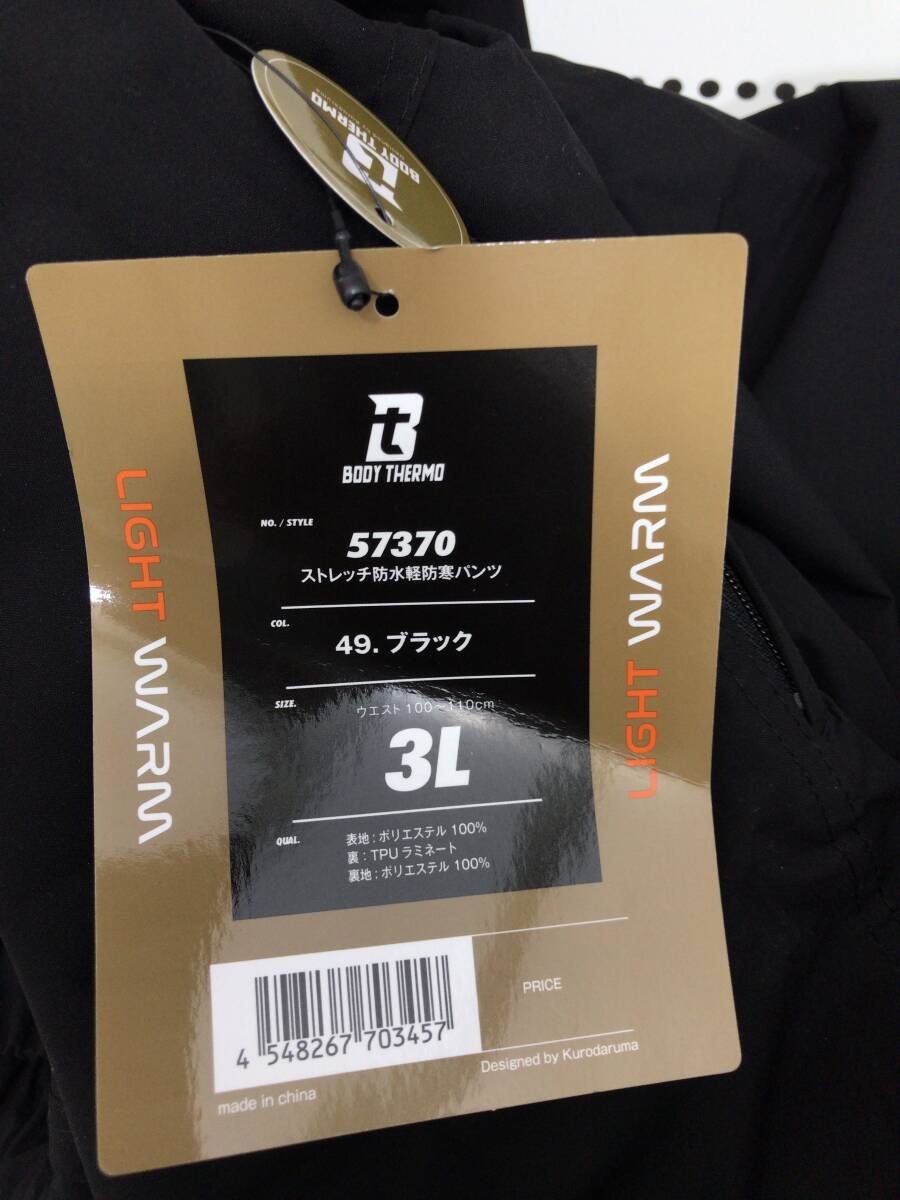 BODY THERMO
BODY THERMO
NO. / STYLE
57370
ストレッチ防水軽防寒パンツ
COL.
49. ブラック
SIZE.
ウエスト 100~110cm
3L
QUAL.
表地:ポリエステル 100%
裏:TPUラミネート
裏地:ポリエステル 100%
LIGHT WARM
LIGHT WARM
4 548267 703457
PRICE
made in china
Designed by Kurodaruma